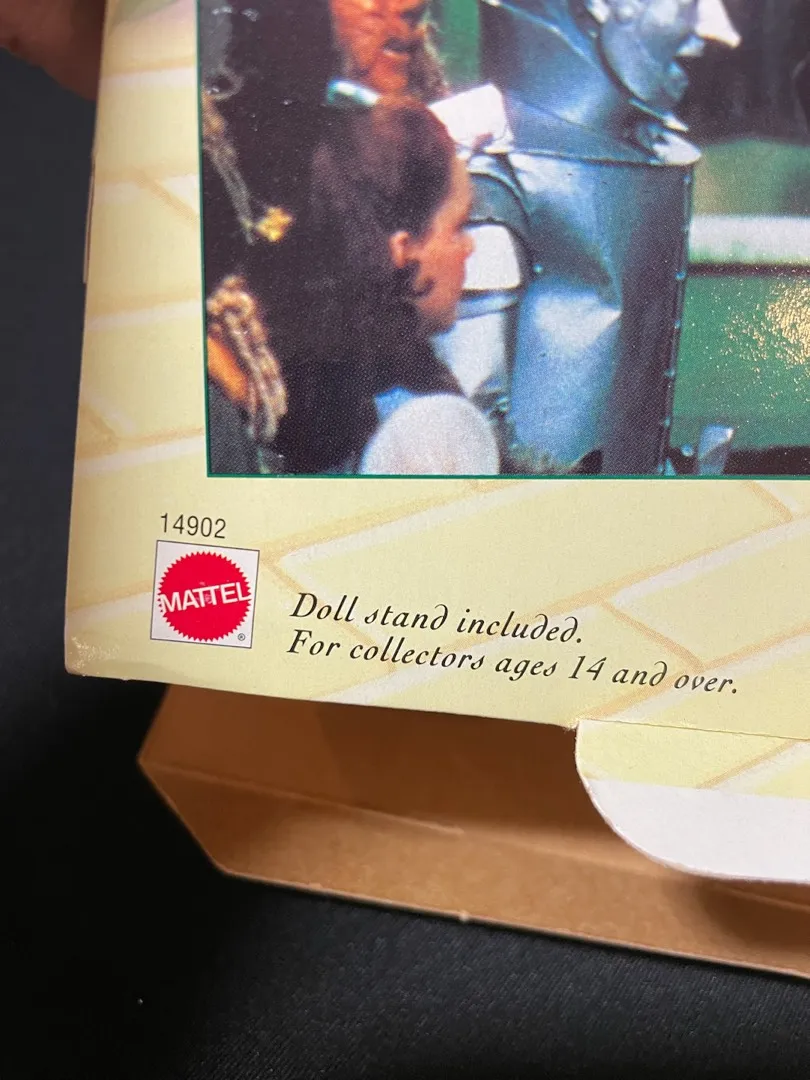 14902
MATTEL
®
Doll stand included.
For collectors ages 14 and over.